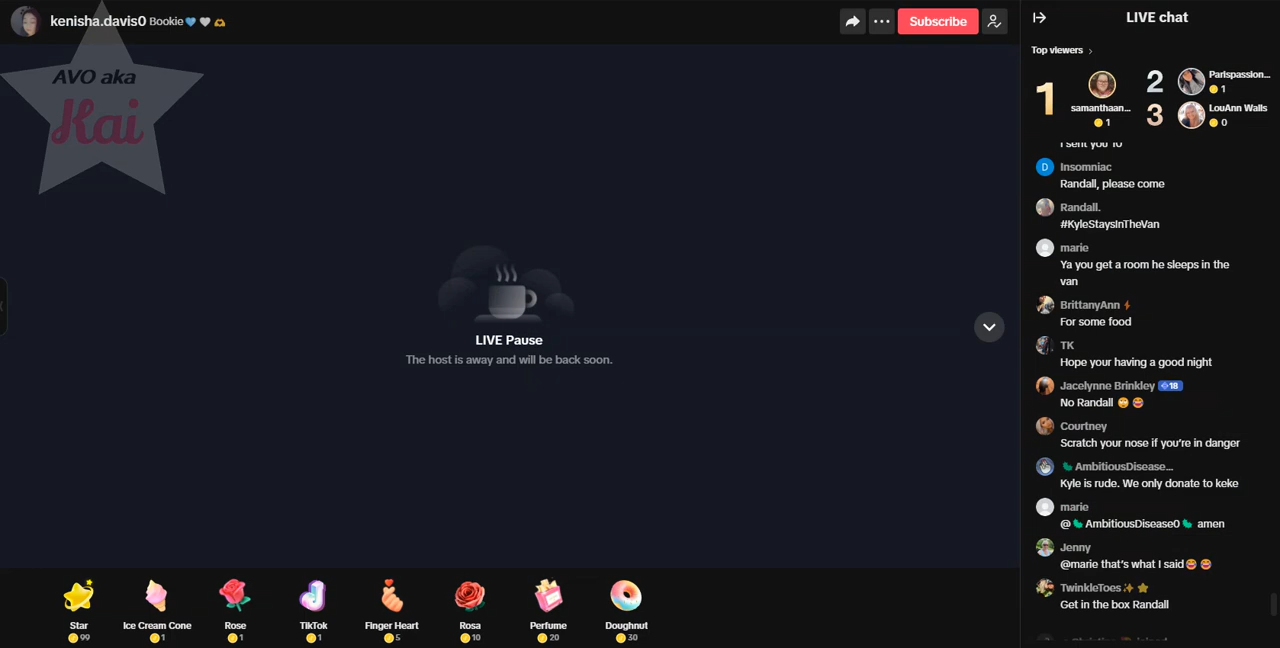 kenisha.davis0 Bookie💙🤍🫶
Subscribe
AVO aka
Kai
LIVE Pause
The host is away and will be back soon.
Star
99
Ice Cream Cone
1
Rose
1
TikTok
1
Finger Heart
5
Rosa
10
Perfume
20
Doughnut
30
LIVE chat
Top viewers >
1
samanthaan...
1
2
Parispassion...
1
3
LouAnn Walls
0
I sent you 10
D
Insomniac
Randall, please come
Randall.
#KyleStaysInTheVan
marie
Ya you get a room he sleeps in the
van
BrittanyAnn
For some food
TK
Hope your having a good night
Jacelynne Brinkley 18
No Randall 🙄 😂
Courtney
Scratch your nose if you're in danger
🦠AmbitiousDisease...
Kyle is rude. We only donate to keke
marie
@🦠AmbitiousDisease0🦠 amen
Jenny
@marie that's what I said😂 😂
TwinkleToes✨ ⭐
Get in the box Randall
joined